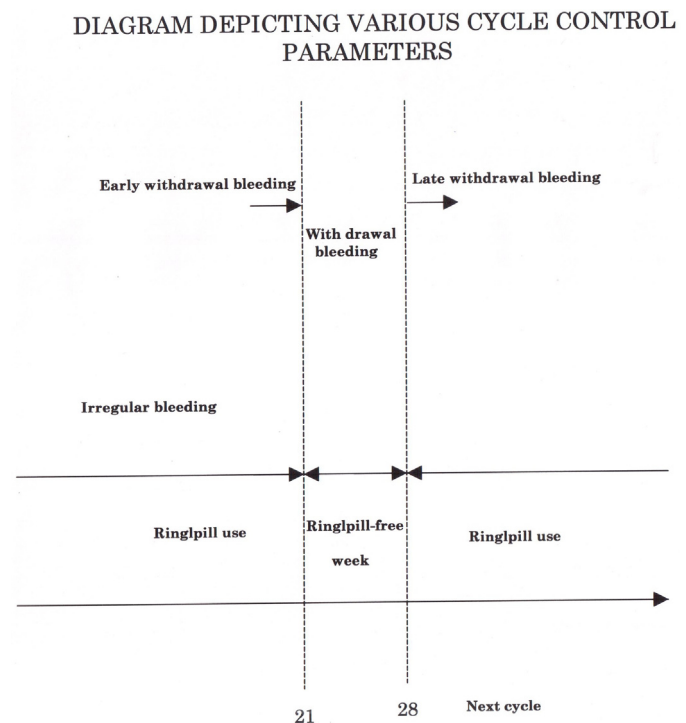 DIAGRAM DEPICTING VARIOUS CYCLE CONTROL
PARAMETERS
Early withdrawal bleeding
Late withdrawal bleeding
With drawal
bleeding
Irregular bleeding
Ringlpill use
Ringlpill-free
week
Ringlpill use
21
28
Next cycle